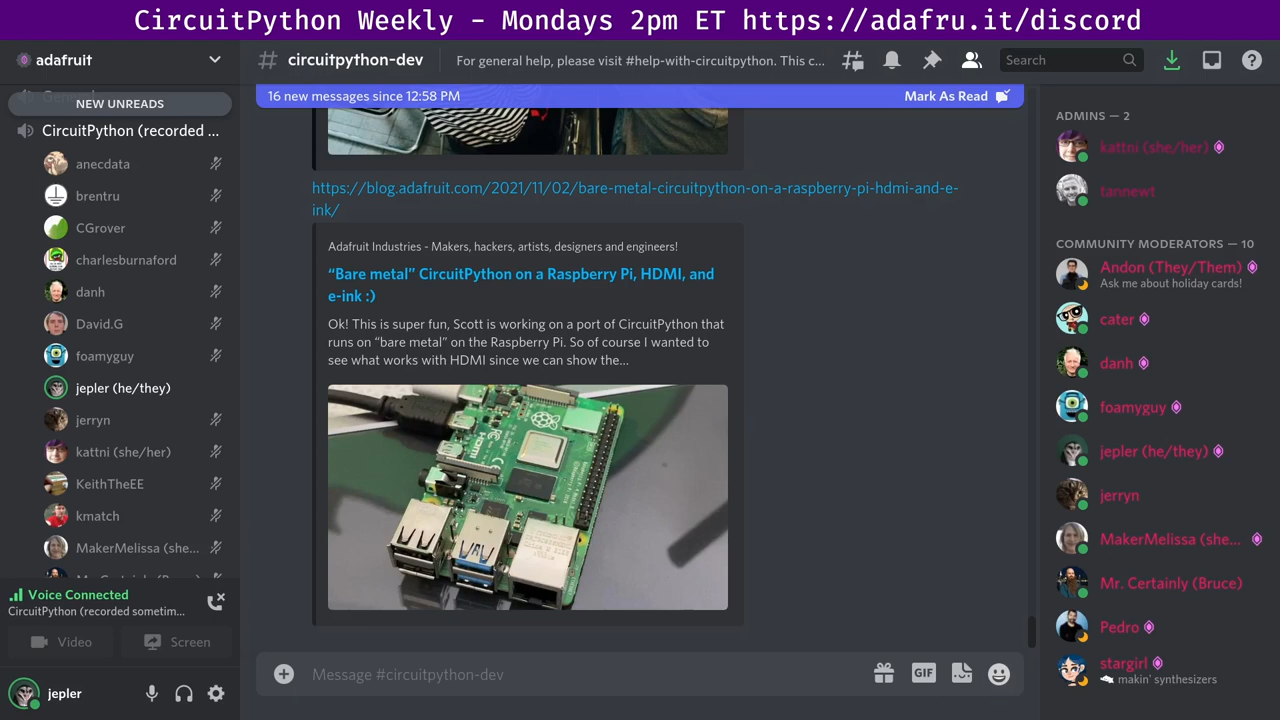 CircuitPython Weekly - Mondays 2pm ET https://adafru.it/discord
adafruit
circuitpython-dev
For general help, please visit #help-with-circuitpython. This c...
Search
General
NEW UNREADS
CircuitPython (recorded ...
anecdata
brentru
CGrover
charlesburnaford
danh
David.G
foamyguy
jepler (he/they)
jerryn
kattni (she/her)
KeithTheEE
kmatch
MakerMelissa (she...
Voice Connected
CircuitPython (recorded sometim...
Video
Screen
jepler
16 new messages since 12:58 PM
Mark As Read
https://blog.adafruit.com/2021/11/02/bare-metal-circuitpython-on-a-raspberry-pi-hdmi-and-e-
ink/
Adafruit Industries - Makers, hackers, artists, designers and engineers!
“Bare metal” CircuitPython on a Raspberry Pi, HDMI, and
e-ink :)
Ok! This is super fun, Scott is working on a port of CircuitPython that
runs on “bare metal” on the Raspberry Pi. So of course I wanted to
see what works with HDMI since we can show the...
HDMI
Message #circuitpython-dev
GIF
ADMINS — 2
kattni (she/her)
tannewt
COMMUNITY MODERATORS — 10
Andon (They/Them)
Ask me about holiday cards!
cater
danh
foamyguy
jepler (he/they)
jerryn
MakerMelissa (she...
Mr. Certainly (Bruce)
Pedro
stargirl
makin' synthesizers